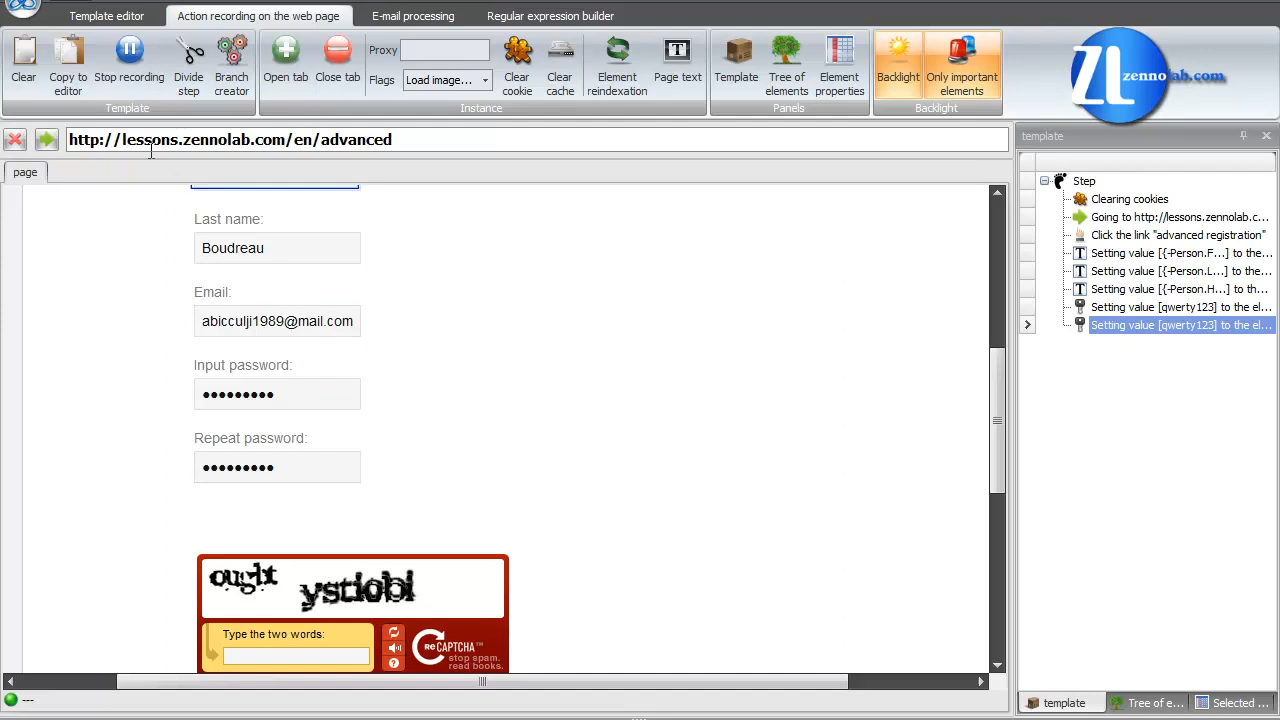 Template editor
Action recording on the web page
E-mail processing
Regular expression builder
Clear
Copy to editor
Stop recording
Divide step
Branch creator
Template
Open tab
Close tab
Proxy
Flags
Load image...
Clear cookie
Clear cache
Element reindexation
T
Page text
Instance
Template
Tree of elements
Element properties
Panels
Backlight
Only important elements
Backlight
ZL zennolab.com
http://lessons.zennolab.com/en/advanced
page
Last name:
Boudreau
Email:
abicculji1989@mail.com
Input password:
•••••••••
Repeat password:
•••••••••
ought ystiobl
Type the two words:
reCAPTCHA™
stop spam.
read books.
---
template
Step
Clearing cookies
Going to http://lessons.zennolab.c...
Click the link "advanced registration"
T Setting value [{-Person.F...] to the...
T Setting value [{-Person.L...] to the...
T Setting value [{-Person.H...] to th...
Setting value [qwerty123] to the el...
Setting value [qwerty123] to the el...
template
Tree of e...
Selected ...